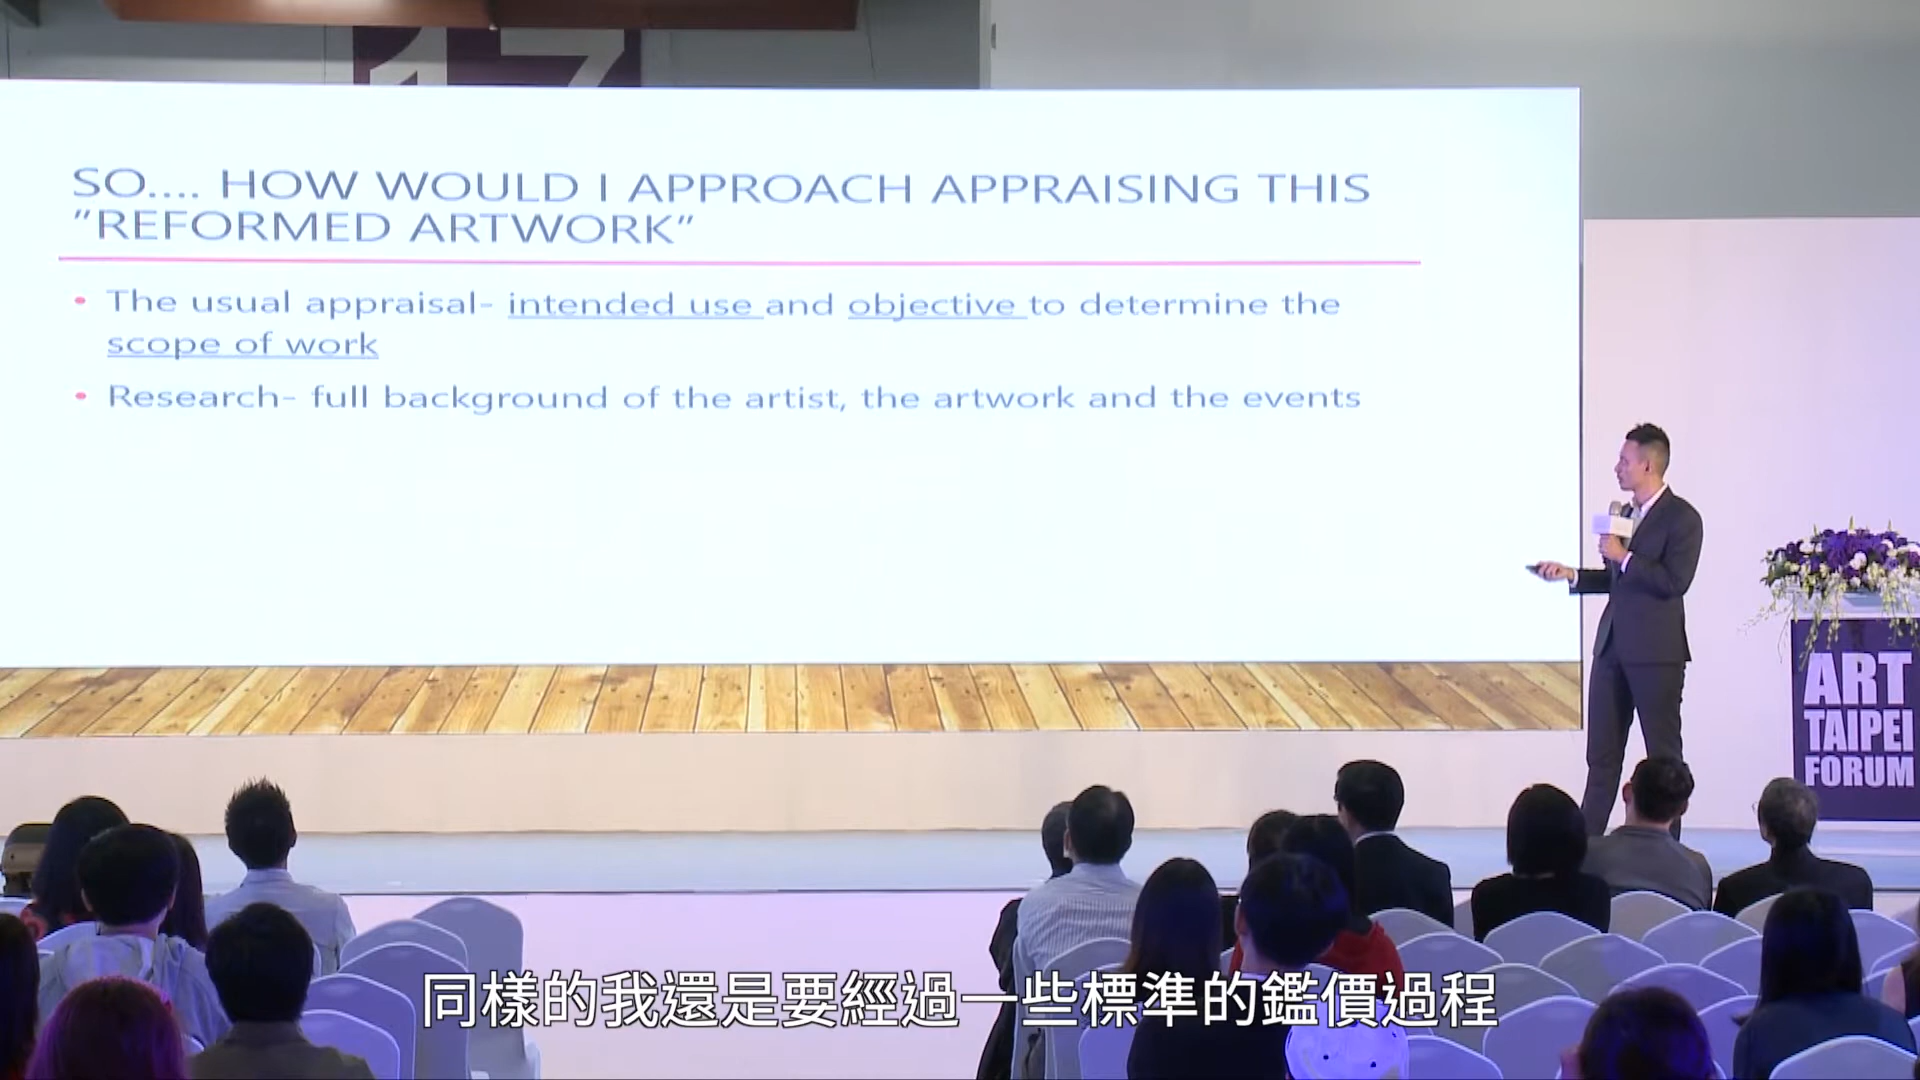 17
SO.... HOW WOULD I APPROACH APPRAISING THIS
"REFORMED ARTWORK"
• The usual appraisal- intended use and objective to determine the
scope of work
• Research- full background of the artist, the artwork and the events
ART
TAIPEI
FORUM
同樣的我還是要經過一些標準的鑑價過程